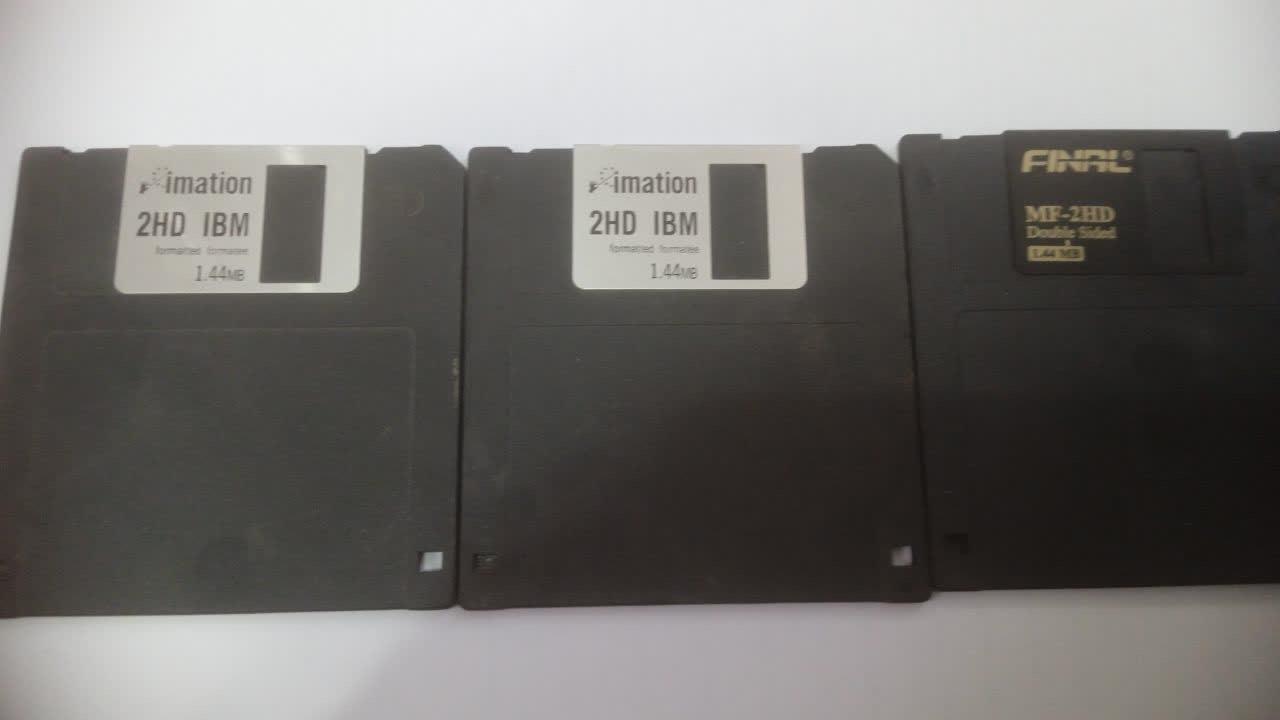 imation
2HD IBM
formatted formatee
1.44MB
imation
2HD IBM
formatted formatee
1.44MB
FINAL®
MF-2HD
Double Sided
1.44 MB